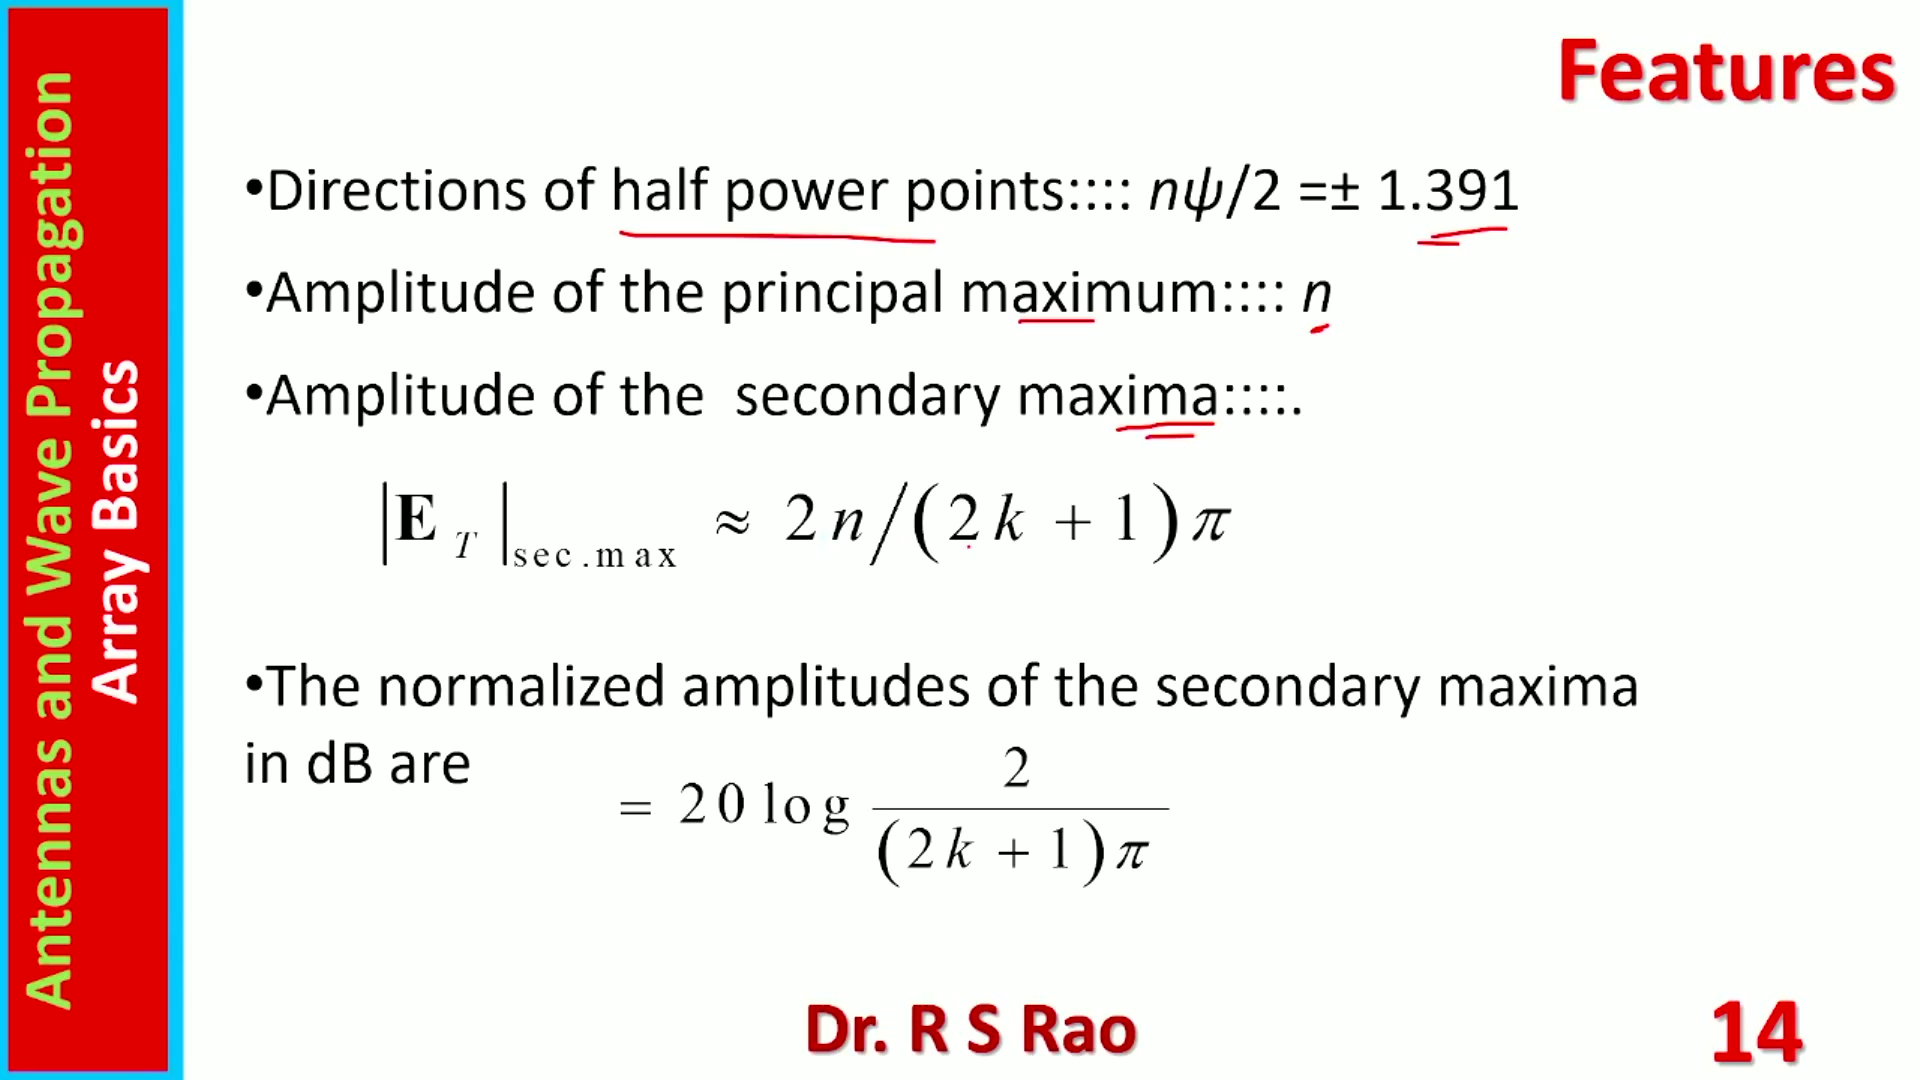 Antennas and Wave Propagation
Array Basics
Features
•Directions of half power points:::: nψ/2 =± 1.391
•Amplitude of the principal maximum:::: n
•Amplitude of the secondary maxima::::.
|E_T|_sec.max ≈ 2n/(2k + 1)π
•The normalized amplitudes of the secondary maxima
in dB are
= 20 log 2/((2k + 1)π)
Dr. R S Rao
14